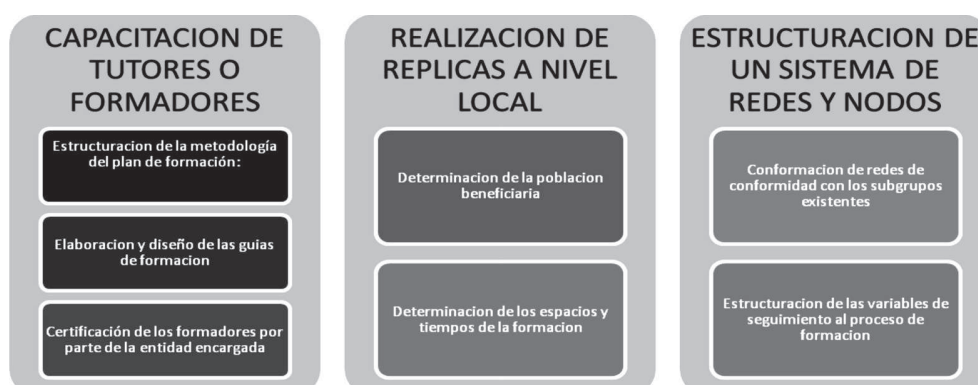 CAPACITACION DE
TUTORES O
FORMADORES
Estructuracion de la metodología
del plan de formación:
Elaboracion y diseño de las guias
de formacion
Certificación de los formadores por
parte de la entidad encargada
REALIZACION DE
REPLICAS A NIVEL
LOCAL
Determinacion de la poblacion
beneficiaria
Determinacion de los espacios y
tiempos de la formacion
ESTRUCTURACION DE
UN SISTEMA DE
REDES Y NODOS
Conformacion de redes de
conformidad con los subgrupos
existentes
Estructuracion de las variables de
seguimiento al proceso de
formacion